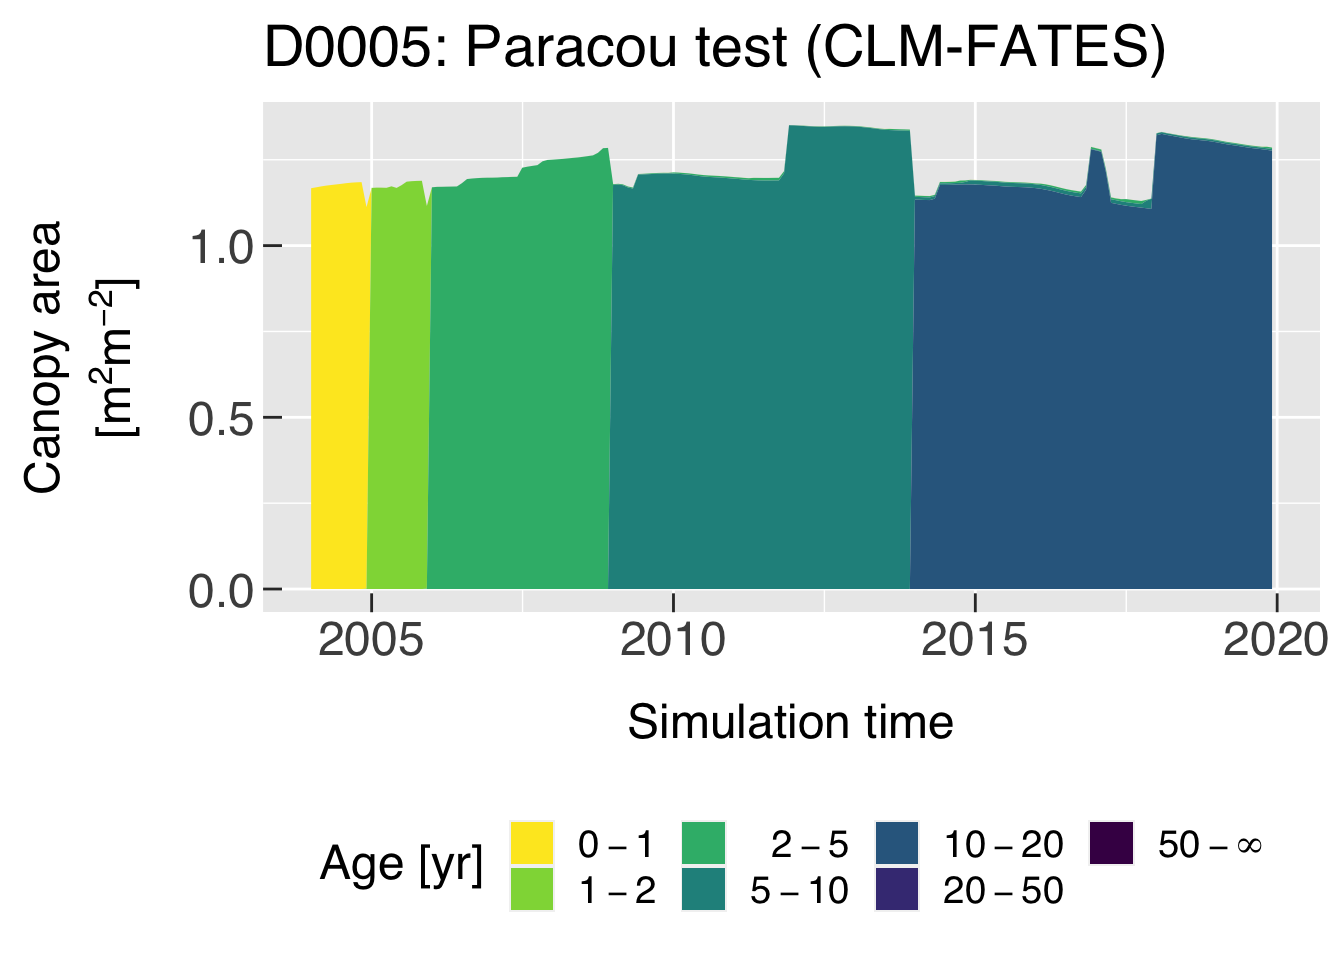 D0005: Paracou test (CLM-FATES)
Canopy area
[m²m⁻²]
1.0
0.5
0.0
2005 2010 2015 2020
Simulation time
Age [yr]
0 – 1 2 – 5 10 – 20 50 – ∞
1 – 2 5 – 10 20 – 50